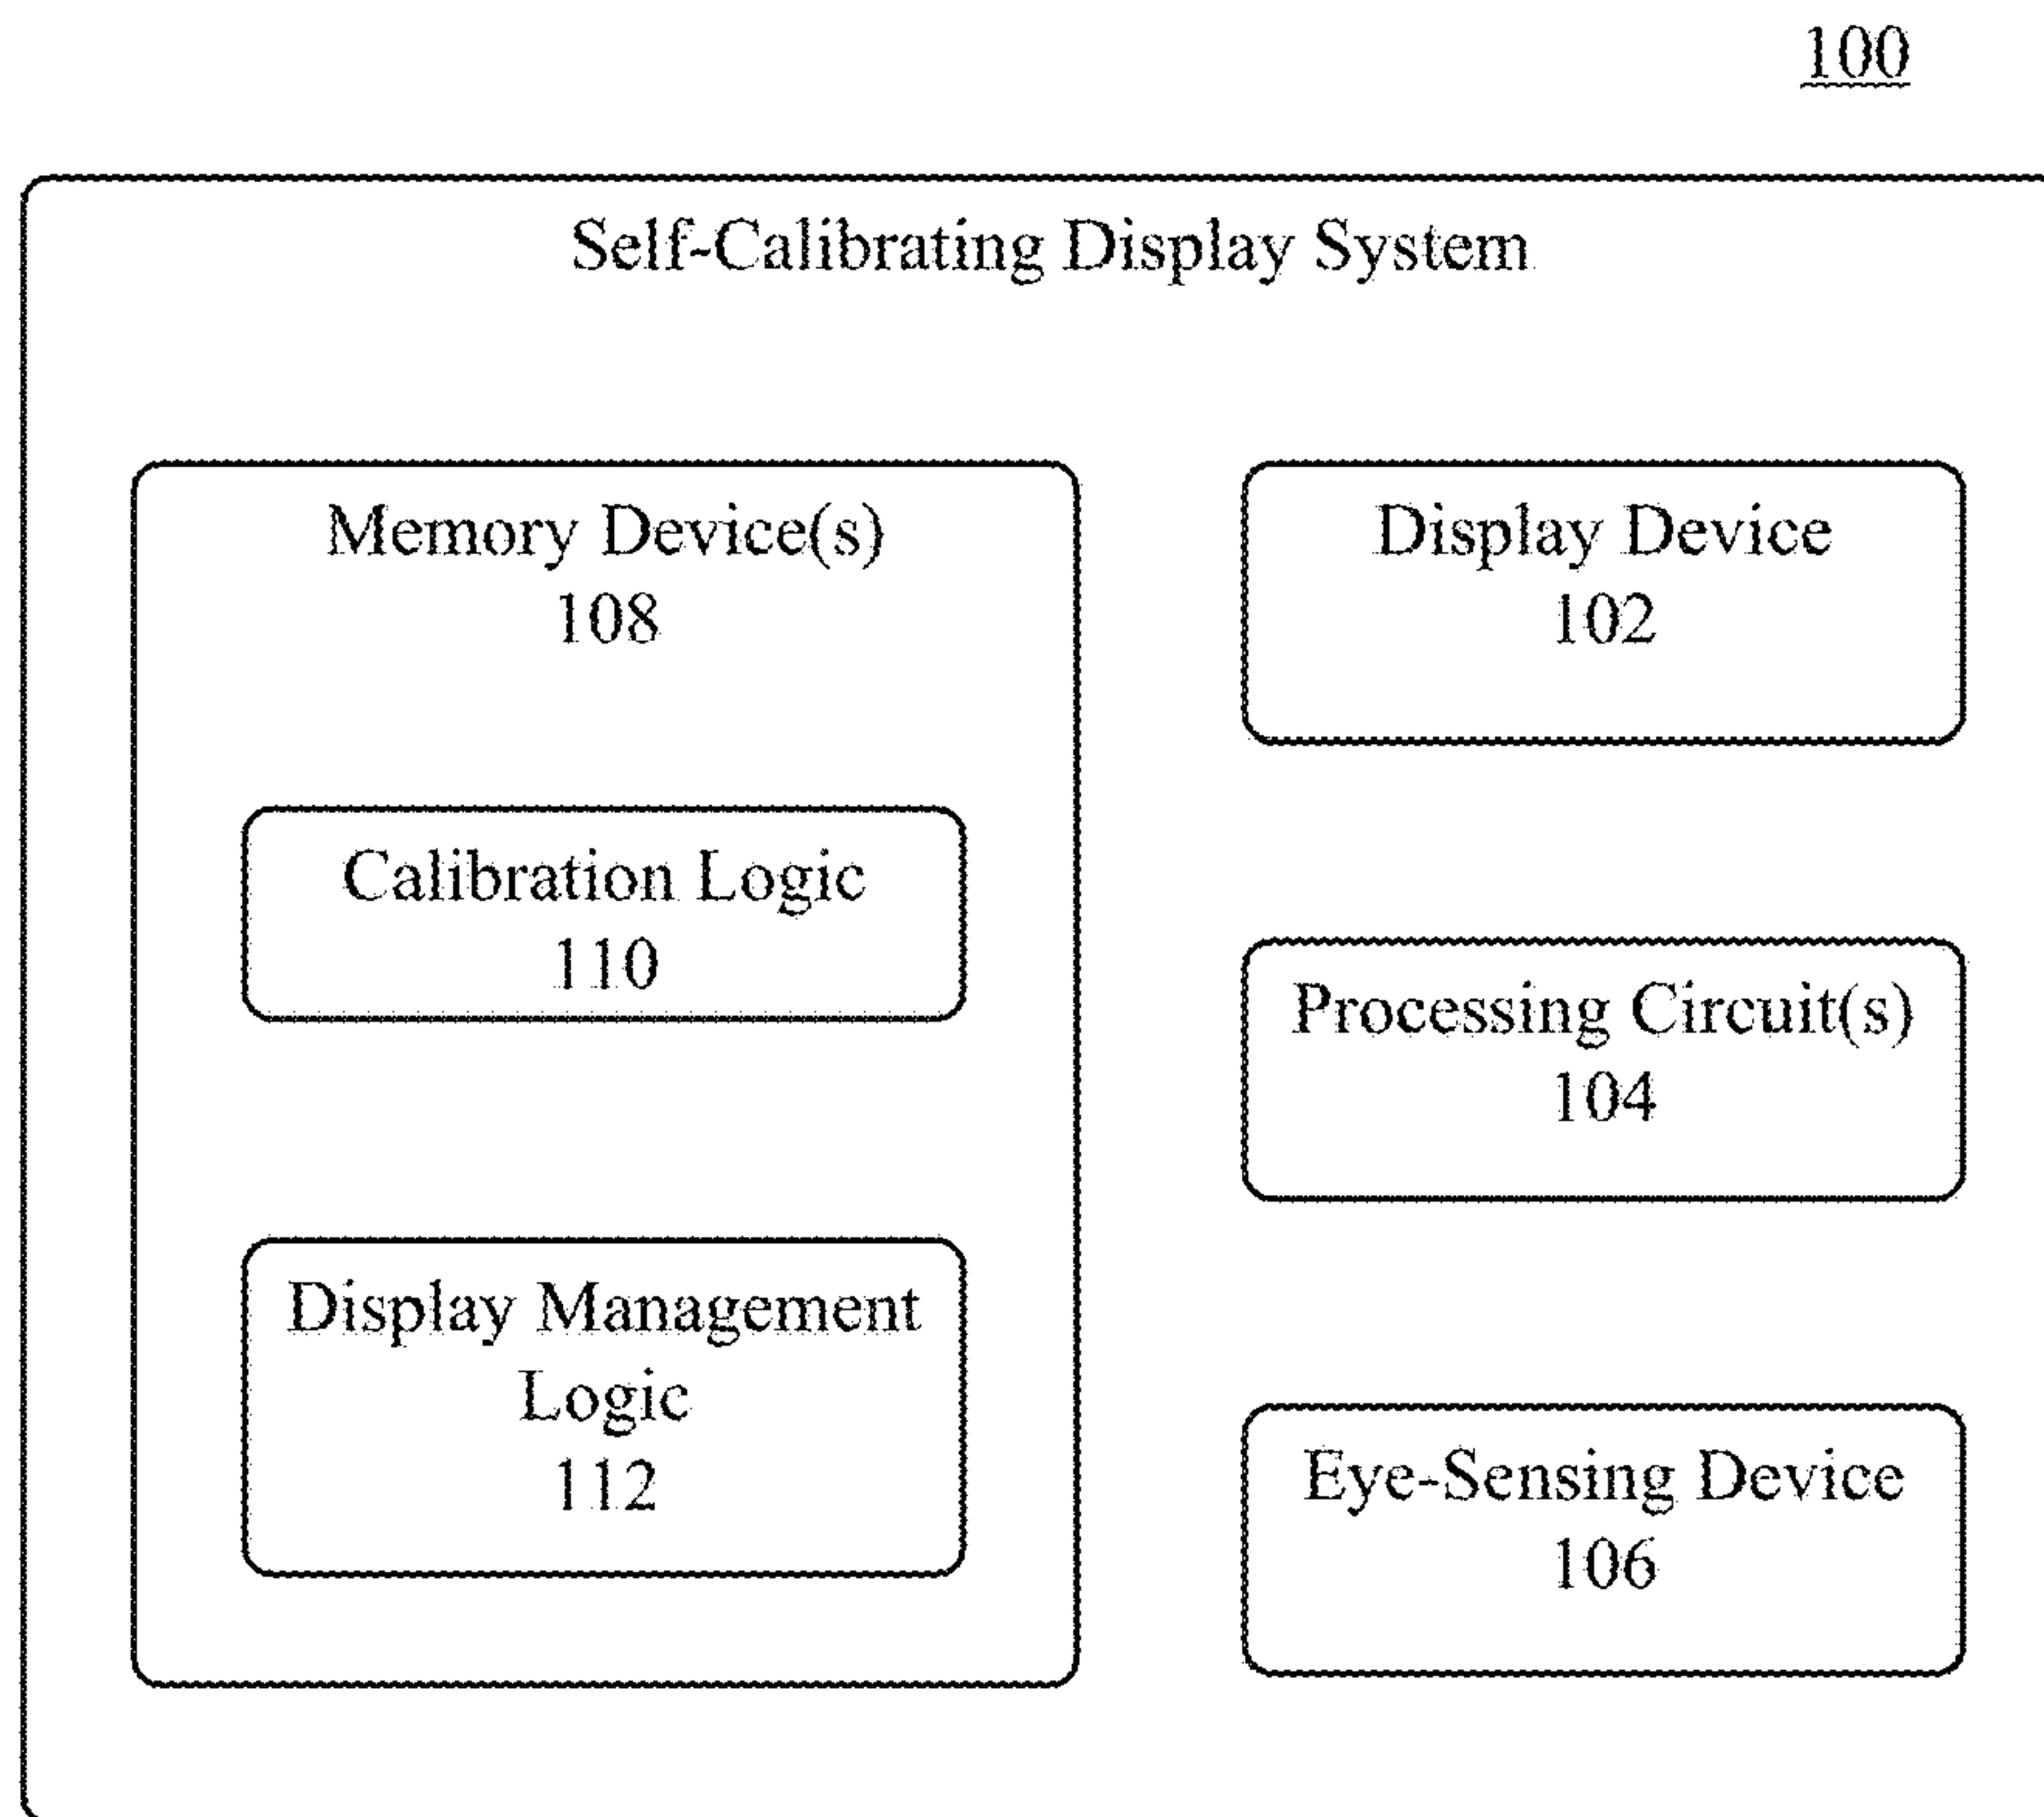 100
Self-Calibrating Display System
Memory Device(s)
108
Calibration Logic
110
Display Management
Logic
112
Display Device
102
Processing Circuit(s)
104
Eye-Sensing Device
106